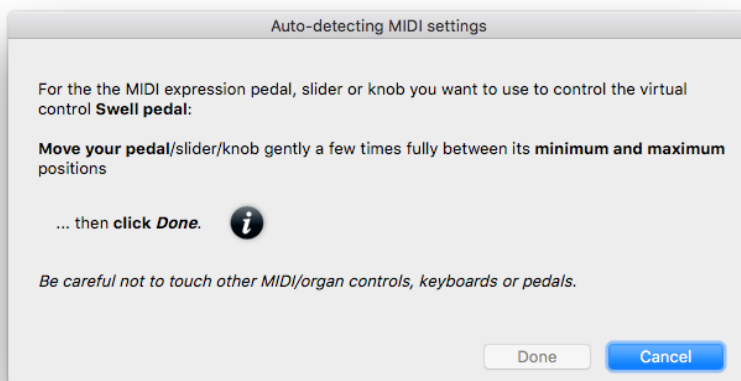 Auto-detecting MIDI settings
For the the MIDI expression pedal, slider or knob you want to use to control the virtual
control Swell pedal:
Move your pedal/slider/knob gently a few times fully between its minimum and maximum
positions
... then click Done.
Be careful not to touch other MIDI/organ controls, keyboards or pedals.
Done
Cancel